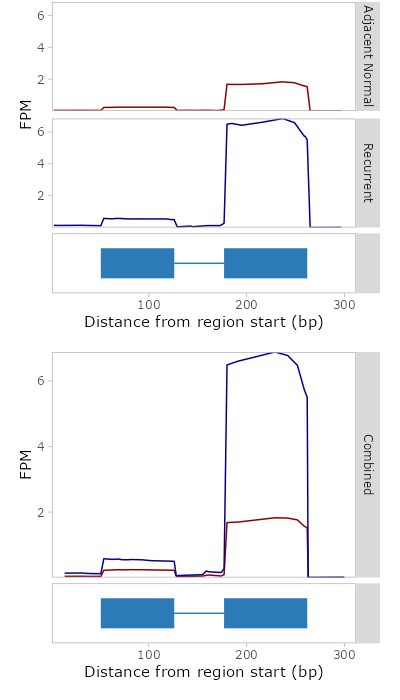 6
4
2
Adjacent Normal
FPM
6
4
2
Recurrent
100 200 300
Distance from region start (bp)
6
4
2
FPM
Combined
100 200 300
Distance from region start (bp)